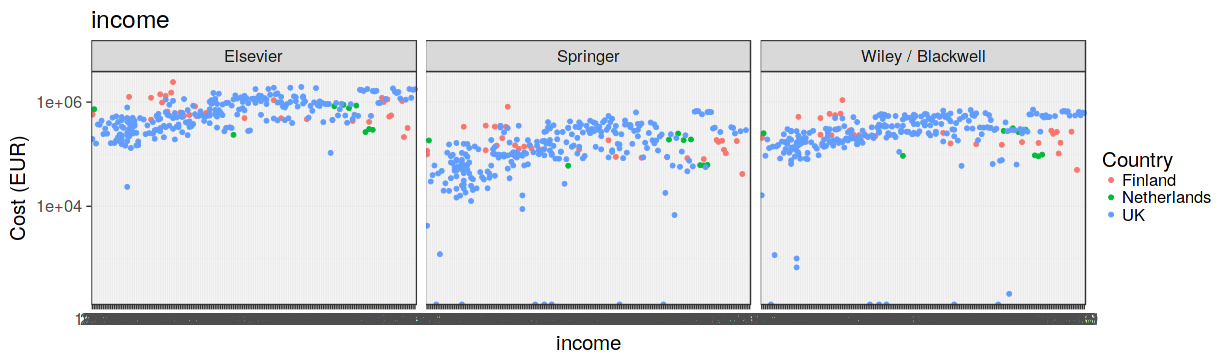 income
Elsevier
Springer
Wiley / Blackwell
1e+06
1e+04
Cost (EUR)
income
Country
Finland
Netherlands
UK